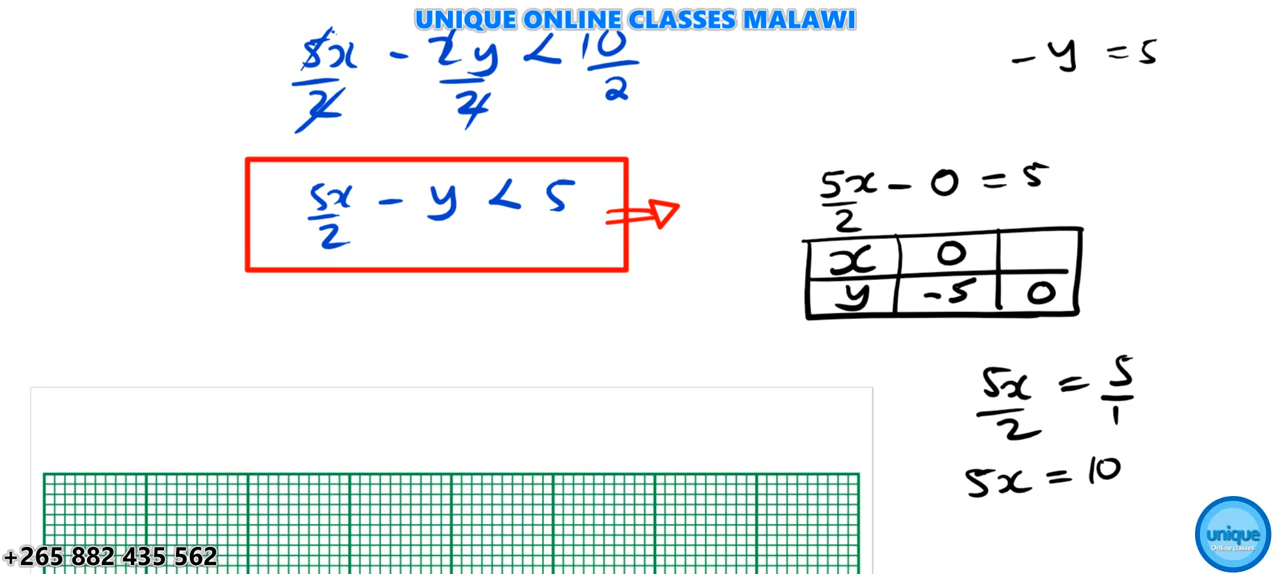 UNIQUE ONLINE CLASSES MALAWI
5x/2 - 2y/2 < 10/2
5x/2 - y < 5
- y = 5
5x/2 - 0 = 5
x 0
y -5 0
5x/2 = 5/1
5x = 10
+265 882 435 562
unique
Online classes